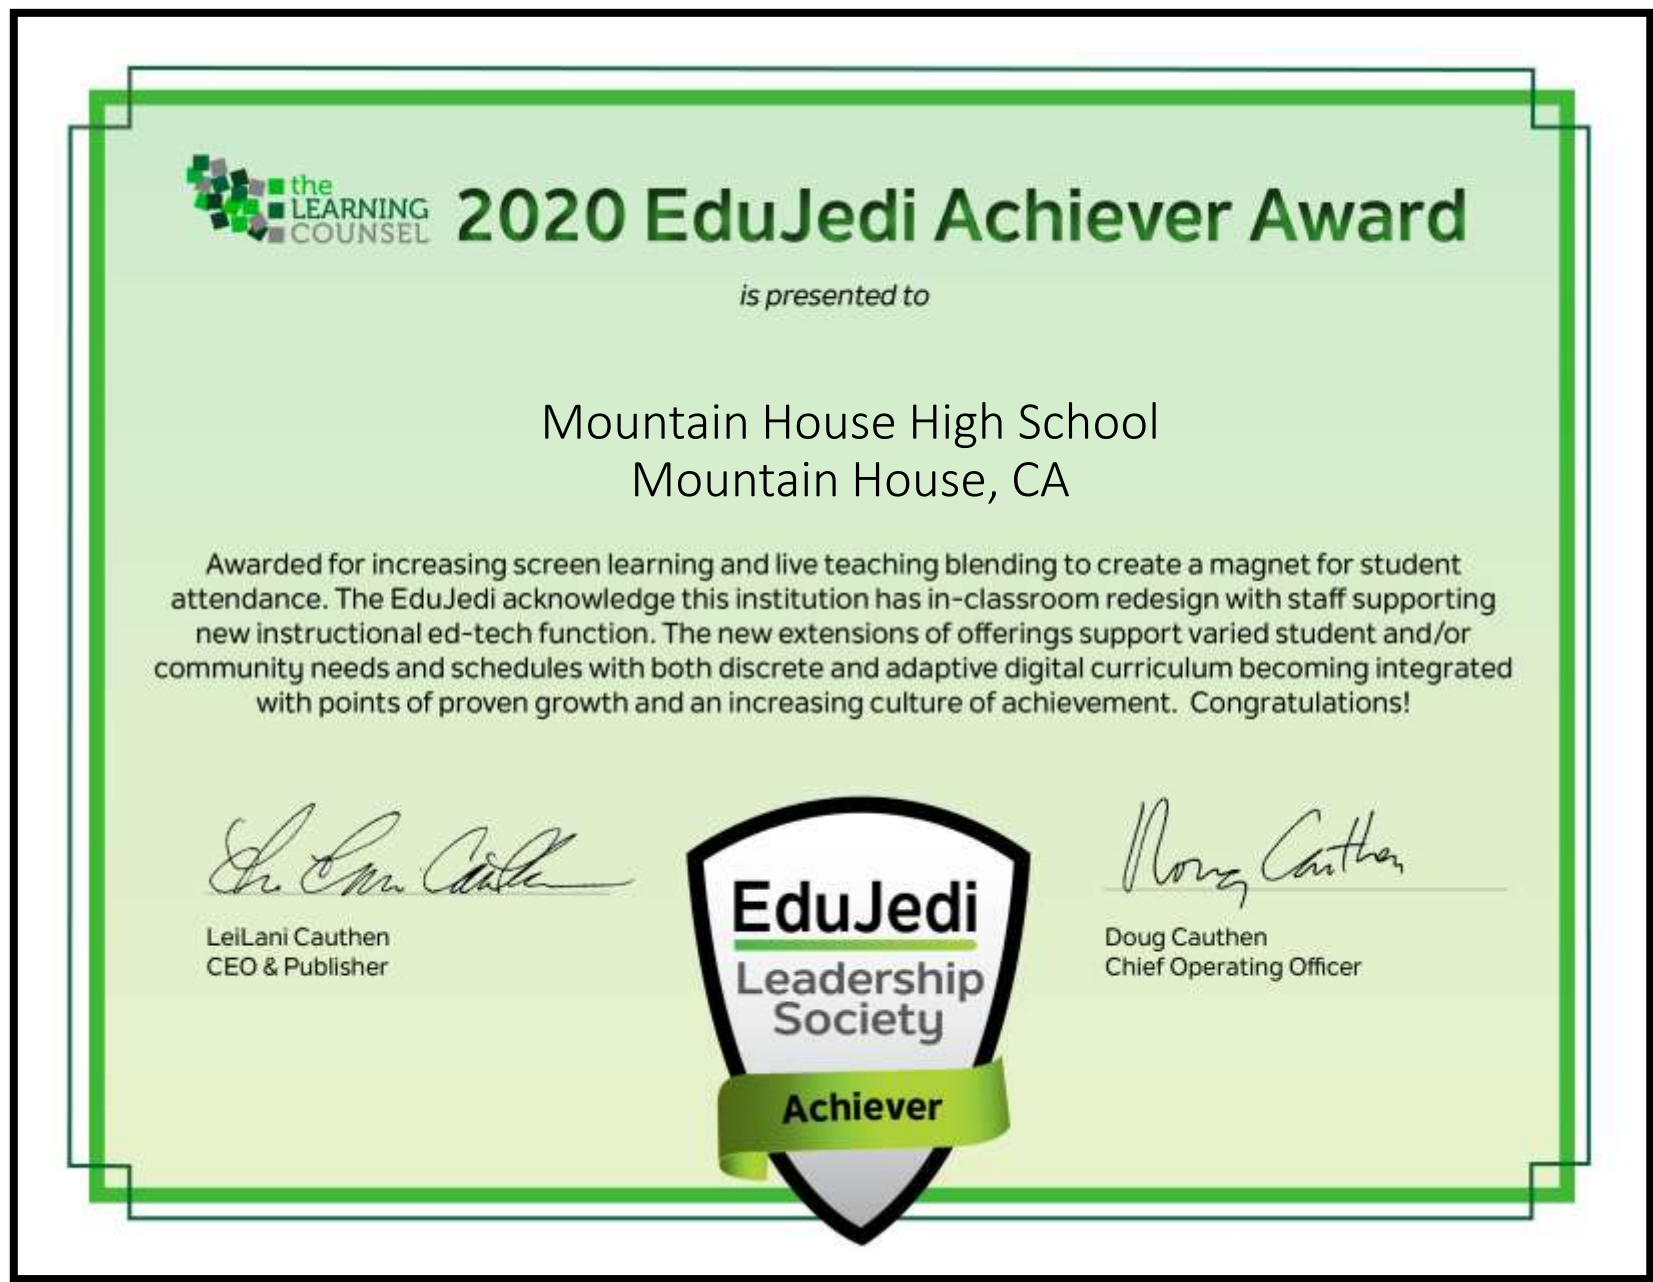 the
LEARNING
COUNSEL
2020 EduJedi Achiever Award
is presented to
Mountain House High School
Mountain House, CA
Awarded for increasing screen learning and live teaching blending to create a magnet for student
attendance. The EduJedi acknowledge this institution has in-classroom redesign with staff supporting
new instructional ed-tech function. The new extensions of offerings support varied student and/or
community needs and schedules with both discrete and adaptive digital curriculum becoming integrated
with points of proven growth and an increasing culture of achievement. Congratulations!
LeiLani Cauthen
CEO & Publisher
EduJedi
Leadership
Society
Achiever
Doug Cauthen
Doug Cauthen
Chief Operating Officer